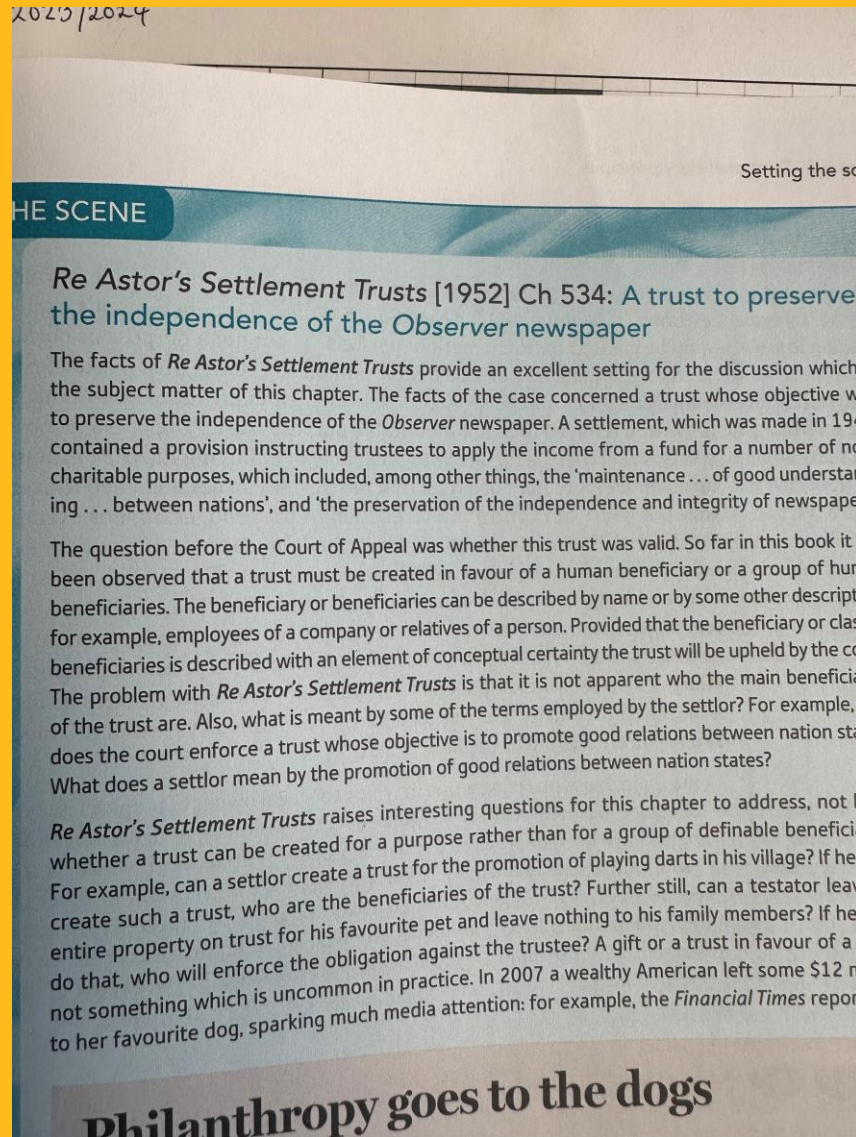 2023/2024
Setting the sc
HE SCENE
Re Astor's Settlement Trusts [1952] Ch 534: A trust to preserve
the independence of the Observer newspaper
The facts of Re Astor's Settlement Trusts provide an excellent setting for the discussion which
the subject matter of this chapter. The facts of the case concerned a trust whose objective w
to preserve the independence of the Observer newspaper. A settlement, which was made in 194
contained a provision instructing trustees to apply the income from a fund for a number of no
charitable purposes, which included, among other things, the 'maintenance ... of good understan
ing ... between nations', and 'the preservation of the independence and integrity of newspape
The question before the Court of Appeal was whether this trust was valid. So far in this book it
been observed that a trust must be created in favour of a human beneficiary or a group of hum
beneficiaries. The beneficiary or beneficiaries can be described by name or by some other descript
for example, employees of a company or relatives of a person. Provided that the beneficiary or clas
beneficiaries is described with an element of conceptual certainty the trust will be upheld by the co
The problem with Re Astor's Settlement Trusts is that it is not apparent who the main beneficia
of the trust are. Also, what is meant by some of the terms employed by the settlor? For example,
does the court enforce a trust whose objective is to promote good relations between nation sta
What does a settlor mean by the promotion of good relations between nation states?
Re Astor's Settlement Trusts raises interesting questions for this chapter to address, not l
whether a trust can be created for a purpose rather than for a group of definable benefici
For example, can a settlor create a trust for the promotion of playing darts in his village? If he
create such a trust, who are the beneficiaries of the trust? Further still, can a testator leav
entire property on trust for his favourite pet and leave nothing to his family members? If he
do that, who will enforce the obligation against the trustee? A gift or a trust in favour of a
not something which is uncommon in practice. In 2007 a wealthy American left some $12 m
to her favourite dog, sparking much media attention: for example, the Financial Times repor
Philanthropy goes to the dogs